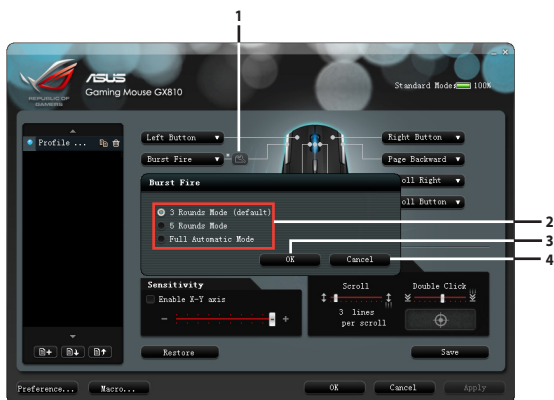 1
REPUBLIC OF
GAMERS
ASUS
Gaming Mouse GX810
Standard Mode 100%
Profile ...
Left Button
Right Button
Burst Fire
Page Backward
oll Right
oll Button
Burst Fire
3 Rounds Mode (default)
5 Rounds Mode
Full Automatic Mode
2
OK
3
Cancel
4
Sensitivity
Enable X-Y axis
- +
Scroll
3 lines
per scroll
Double Click
Restore
Save
Preference...
Macro...
OK
Cancel
Apply